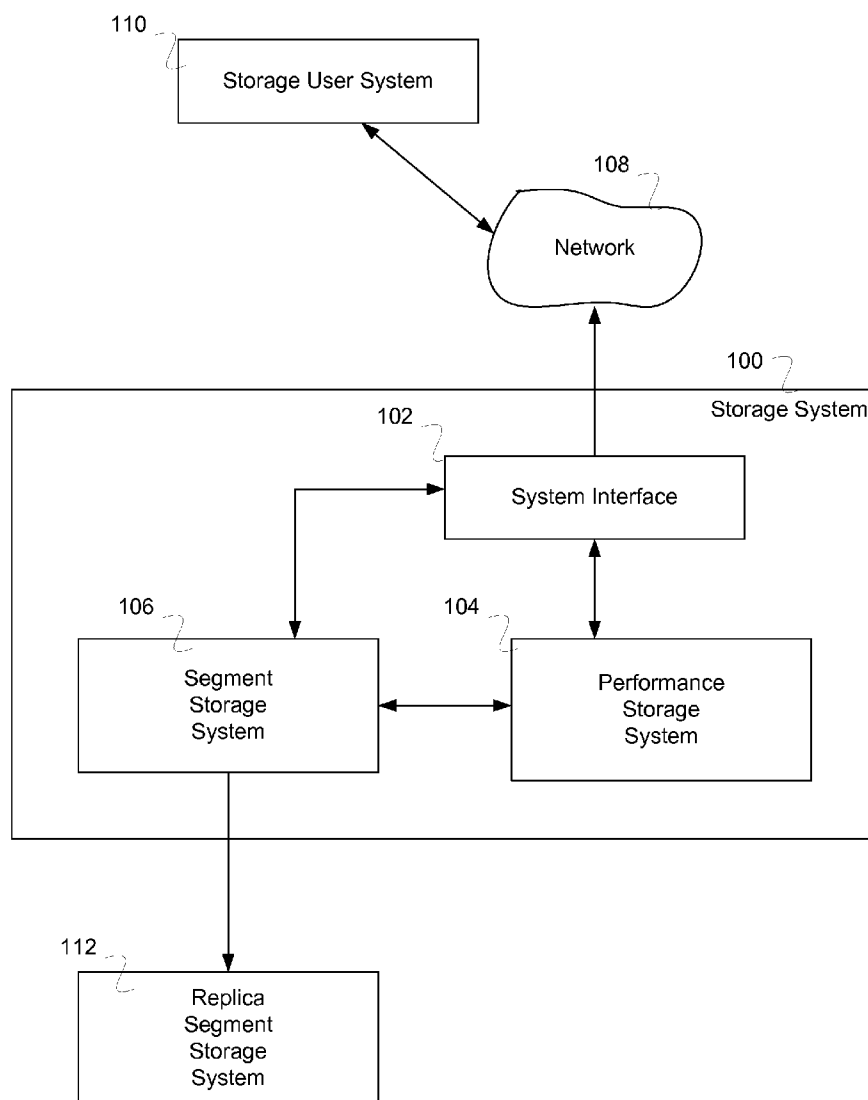 110
Storage User System
108
Network
100
Storage System
102
System Interface
106
104
Segment
Storage
System
Performance
Storage
System
112
Replica
Segment
Storage
System